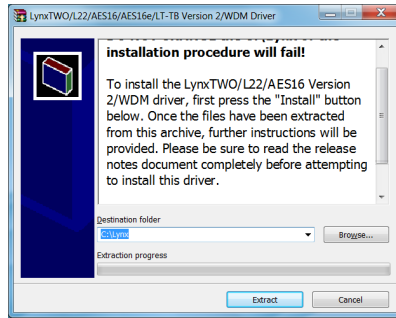 LynxTWO/L22/AES16/AES16e/LT-TB Version 2/WDM Driver
installation procedure will fail!
To install the LynxTWO/L22/AES16 Version
2/WDM driver, first press the "Install" button
below. Once the files have been extracted
from this archive, further instructions will be
provided. Please be sure to read the release
notes document completely before attempting
to install this driver.
Destination folder
C:\Lynx
Browse...
Extraction progress
Extract
Cancel